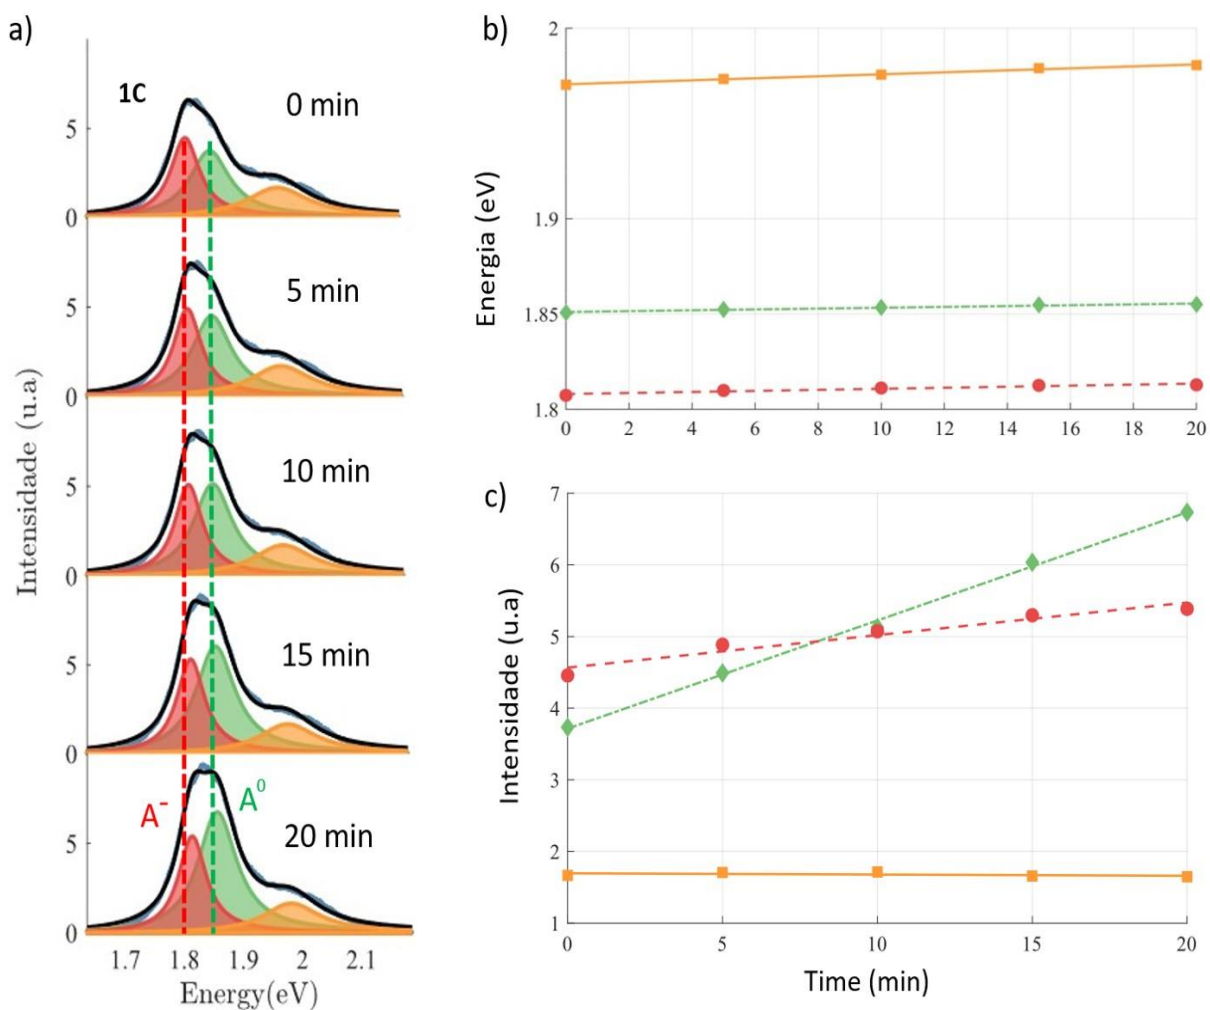 a)
1C
0 min
5
0
5 min
5
0
10 min
5
0
15 min
5
0
A⁻
A⁰
20 min
5
0
1.7 1.8 1.9 2 2.1
Energy(eV)
Intensidade (u.a)
b)
2
1.9
1.85
1.8
0 2 4 6 8 10 12 14 16 18 20
Energia (eV)
c)
7
6
5
4
3
2
1
0 5 10 15 20
Intensidade (u.a)
Time (min)